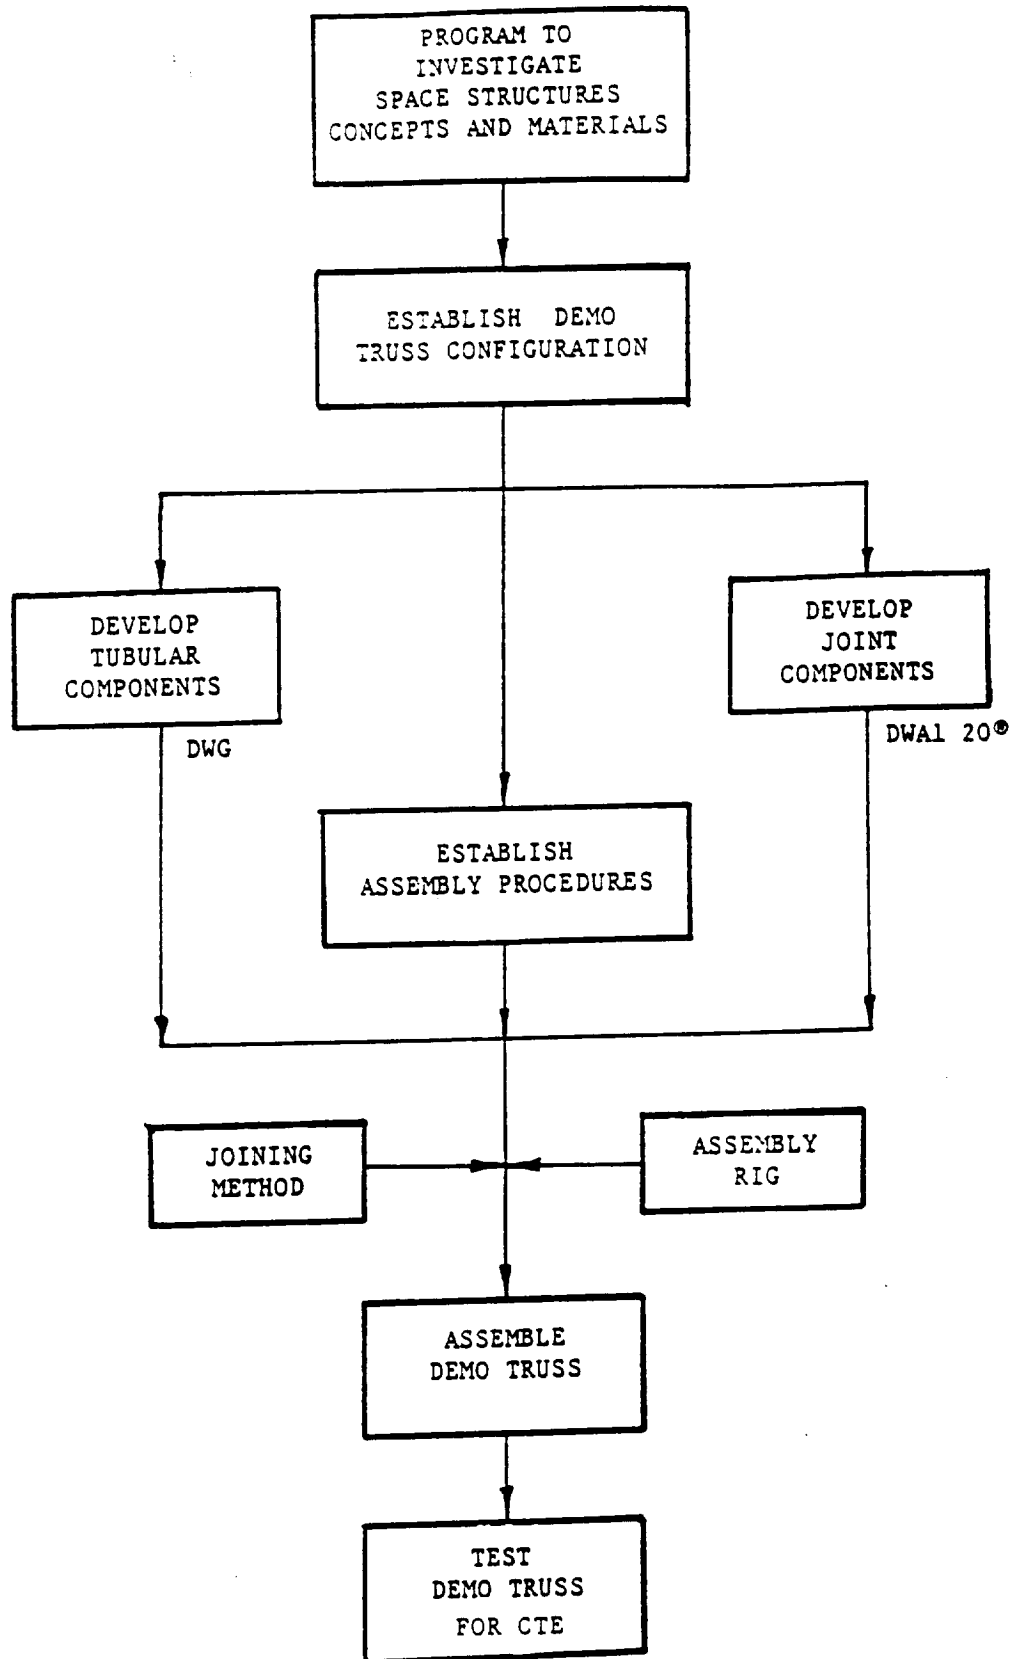 PROGRAM TO
INVESTIGATE
SPACE STRUCTURES
CONCEPTS AND MATERIALS
ESTABLISH DEMO
TRUSS CONFIGURATION
DEVELOP
TUBULAR
COMPONENTS
DWG
DEVELOP
JOINT
COMPONENTS
DWAl 20®
ESTABLISH
ASSEMBLY PROCEDURES
JOINING
METHOD
ASSEMBLY
RIG
ASSEMBLE
DEMO TRUSS
TEST
DEMO TRUSS
FOR CTE